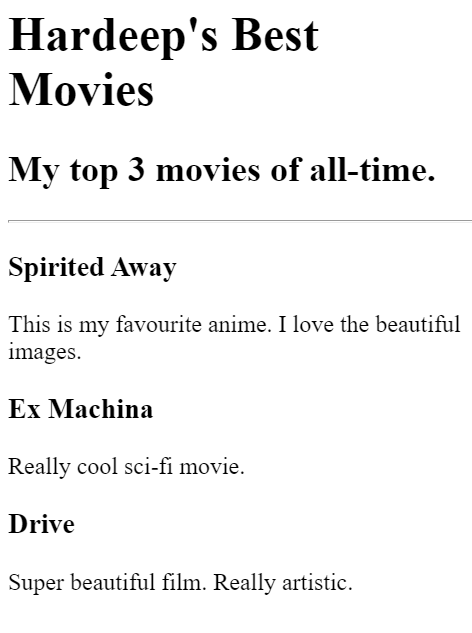 Hardeep's Best
Movies
My top 3 movies of all-time.
Spirited Away
This is my favourite anime. I love the beautiful
images.
Ex Machina
Really cool sci-fi movie.
Drive
Super beautiful film. Really artistic.